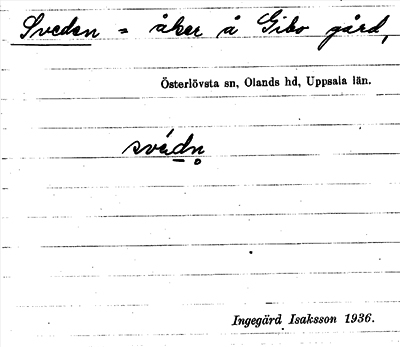 Sveden = åker å Gibo gård,
Österlövsta sn, Olands hd, Uppsala län.
svédn̥
Ingegärd Isaksson 1936.